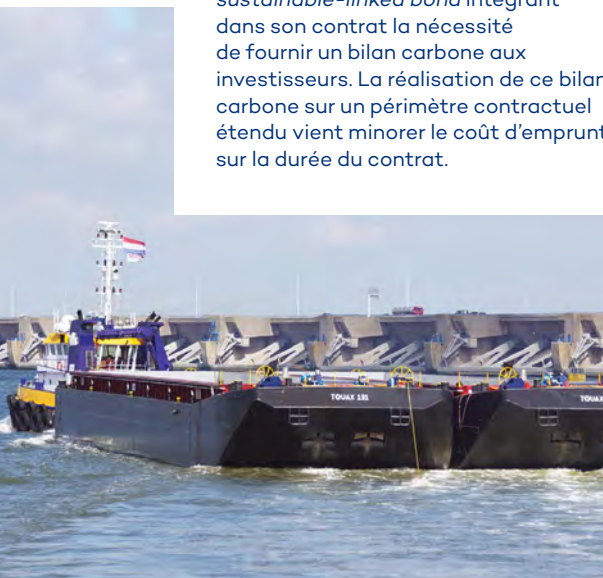 sustainable-linked bond intégrant
dans son contrat la nécessité
de fournir un bilan carbone aux
investisseurs. La réalisation de ce bilan
carbone sur un périmètre contractuel
étendu vient minorer le coût d'emprunt
sur la durée du contrat.
TOUAX 181
TOUAX